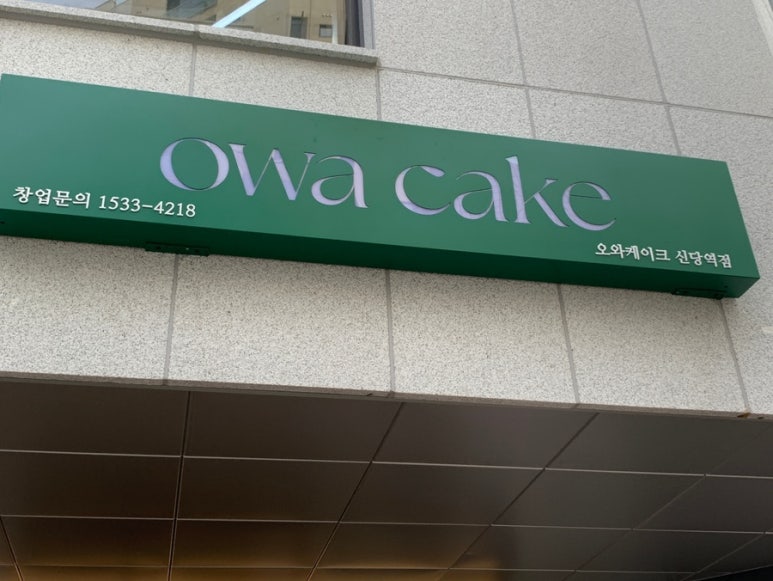 owa cake
창업문의 1533-4218
오와케이크 신당역점